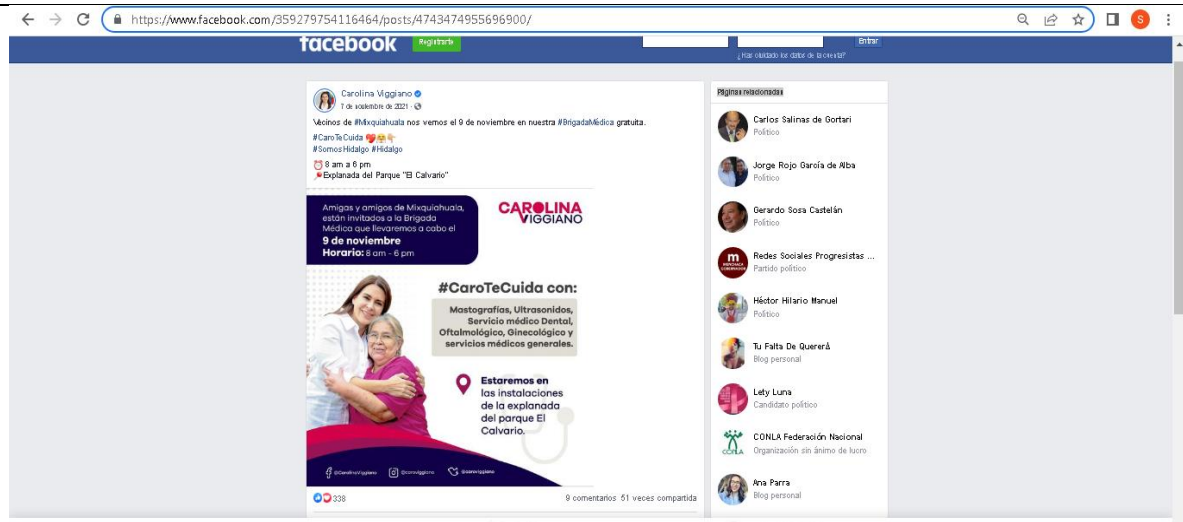 https://www.facebook.com/359279754116464/posts/4743474955696900/
S
facebook
Registrarte
Entrar
¿Has olvidado los datos de la cuenta?
Carolina Viggiano
7 de noviembre de 2021
Vecinos de #Mixquiahuala nos vemos el 9 de noviembre en nuestra #BrigadaMédica gratuita.
#CaroTeCuida
#SomosHidalgo #Hidalgo
8 am a 6 pm
Explanada del Parque "El Calvario"
Amigas y amigos de Mixquiahuala,
están invitados a la Brigada
Médica que llevaremos a cabo el
9 de noviembre
Horario: 8 am - 6 pm
CAROLINA
VIGGIANO
#CaroTeCuida con:
Mastografías, Ultrasonidos,
Servicio médico Dental,
Oftalmológico, Ginecológico y
servicios médicos generales.
Estaremos en
las instalaciones
de la explanada
del parque El
Calvario.
@CarolinaViggiano @caroviggiano @caroviggiano
338
9 comentarios 51 veces compartida
Páginas relacionadas
Carlos Salinas de Gortari
Político
Jorge Rojo García de Alba
Político
Gerardo Sosa Castelán
Político
Redes Sociales Progresistas ...
Partido político
Héctor Hilario Manuel
Político
Tu Falta De Quererá
Blog personal
Lety Luna
Candidato político
CONLA Federación Nacional
Organización sin ánimo de lucro
Ana Parra
Blog personal